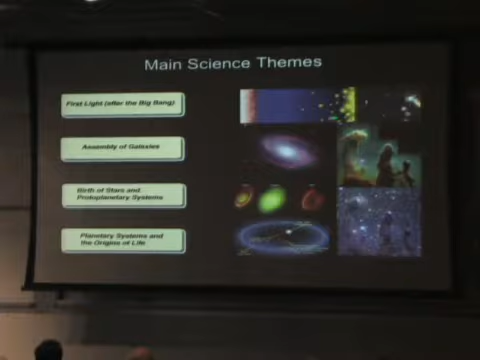 Main Science Themes
First Light (after the Big Bang)
Assembly of Galaxies
Birth of Stars and
Protoplanetary Systems
Planetary Systems and
the Origins of Life